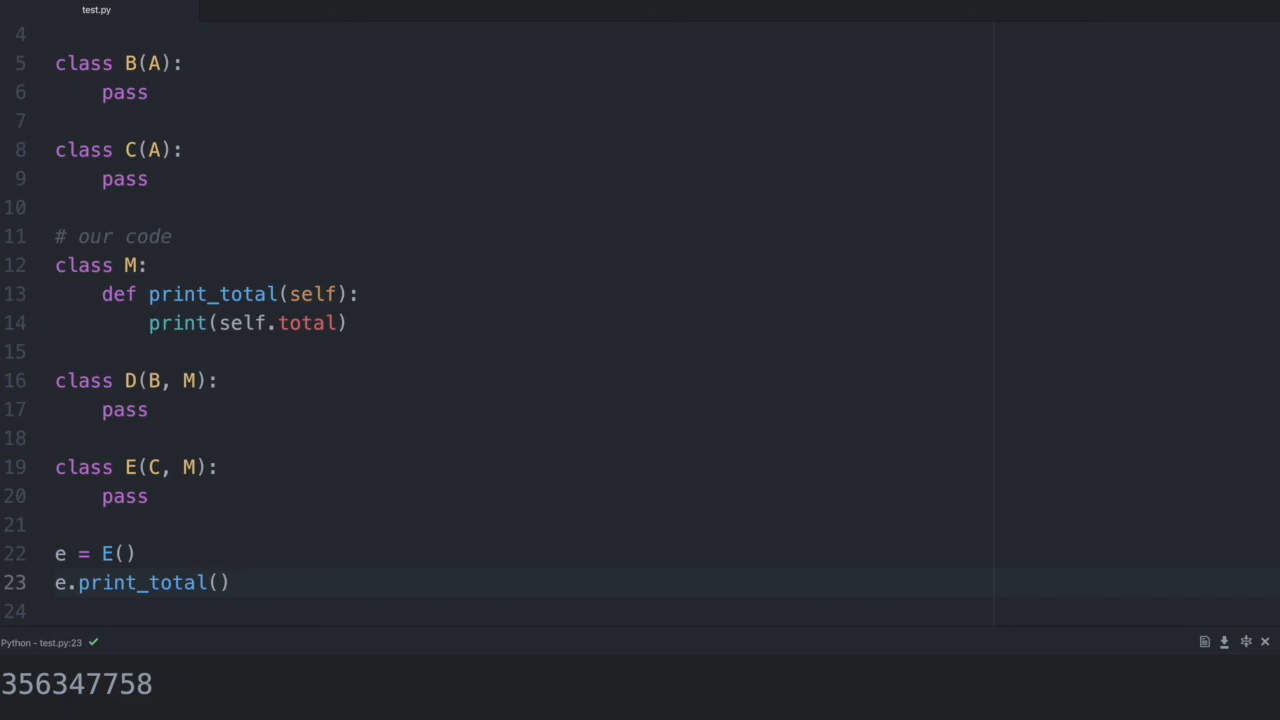 test.py
4
5 class B(A):
6     pass
7
8 class C(A):
9     pass
10
11 # our code
12 class M:
13     def print_total(self):
14         print(self.total)
15
16 class D(B, M):
17     pass
18
19 class E(C, M):
20     pass
21
22 e = E()
23 e.print_total()
24
Python - test.py:23
356347758